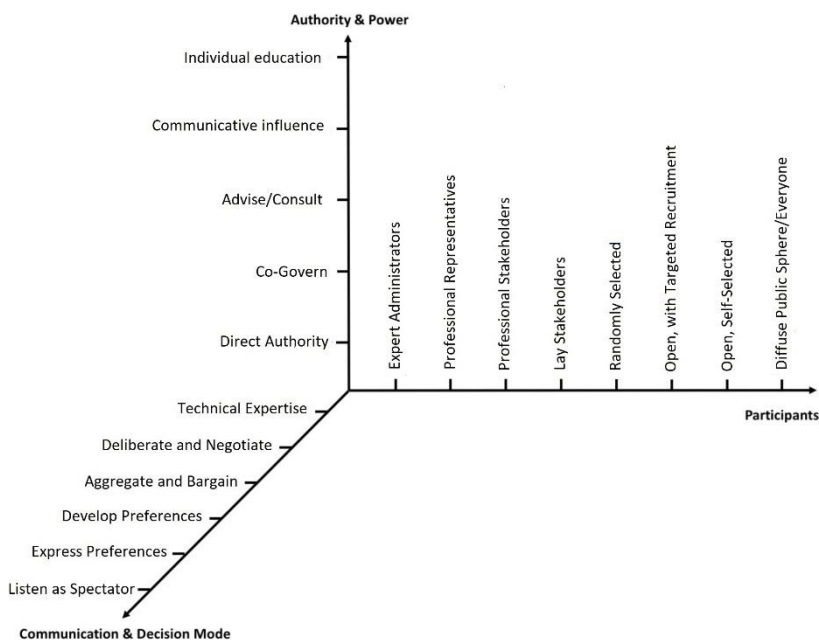 Authority & Power
Individual education
Communicative influence
Advise/Consult
Co-Govern
Direct Authority
Expert Administrators
Professional Representatives
Professional Stakeholders
Lay Stakeholders
Randomly Selected
Open, with Targeted Recruitment
Open, Self-Selected
Diffuse Public Sphere/Everyone
Participants
Technical Expertise
Deliberate and Negotiate
Aggregate and Bargain
Develop Preferences
Express Preferences
Listen as Spectator
Communication & Decision Mode